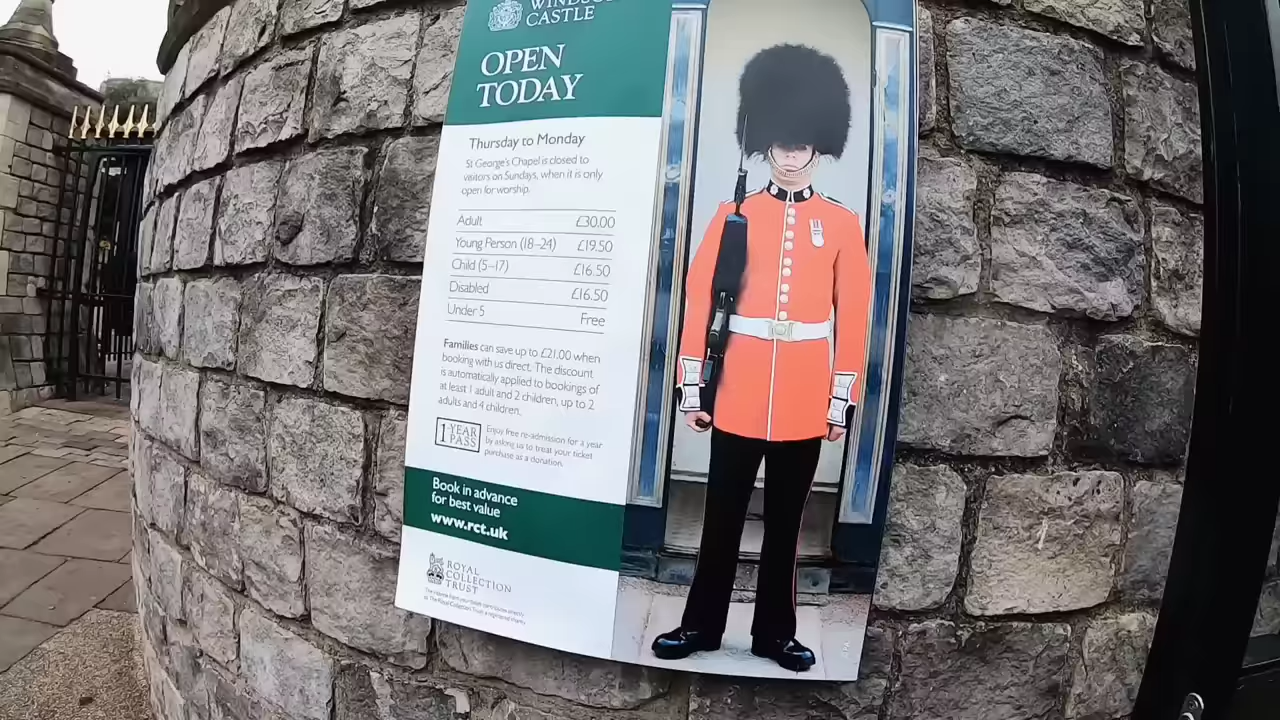 WINDSOR
CASTLE
OPEN
TODAY
Thursday to Monday
St George's Chapel is closed to
visitors on Sundays, when it is only
open for worship.
Adult £30.00
Young Person (18–24) £19.50
Child (5–17) £16.50
Disabled £16.50
Under 5 Free
Families can save up to £21.00 when
booking with us direct. The discount
is automatically applied to bookings of
at least 1 adult and 2 children, up to 2
adults and 4 children.
1-YEAR
PASS
Enjoy free re-admission for a year
by asking us to treat your ticket
purchase as a donation.
Book in advance
for best value
www.rct.uk
ROYAL
COLLECTION
TRUST